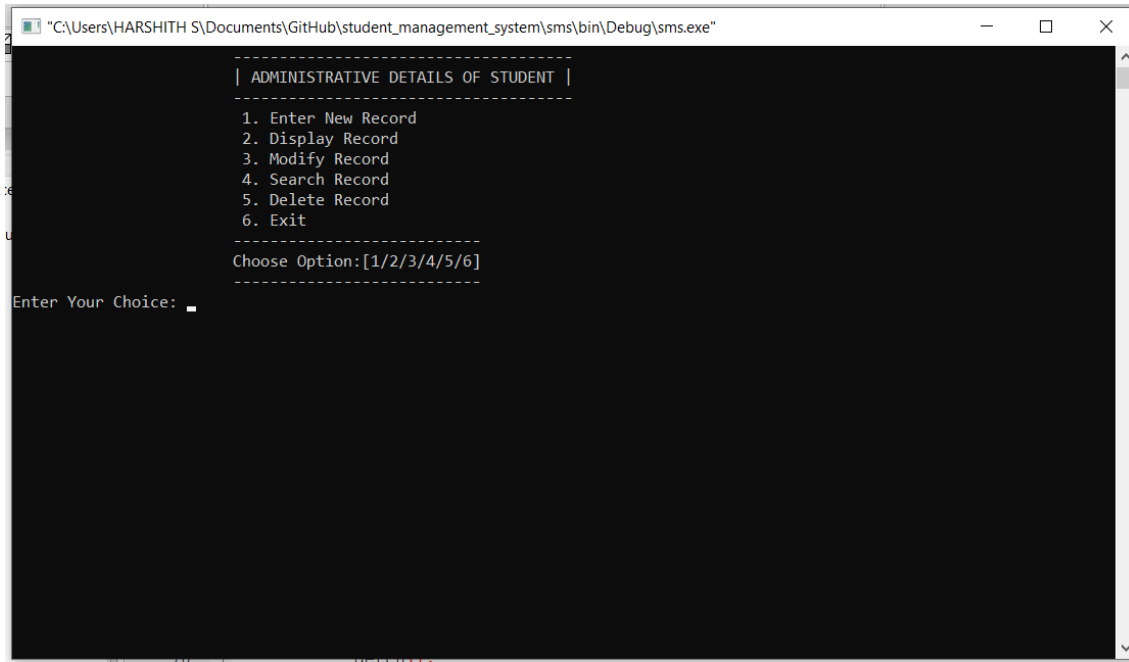 "C:\Users\HARSHITH S\Documents\GitHub\student_management_system\sms\bin\Debug\sms.exe"
-------------------------------------
| ADMINISTRATIVE DETAILS OF STUDENT |
-------------------------------------
1. Enter New Record
2. Display Record
3. Modify Record
4. Search Record
5. Delete Record
6. Exit
---------------------------
Choose Option:[1/2/3/4/5/6]
---------------------------
Enter Your Choice: